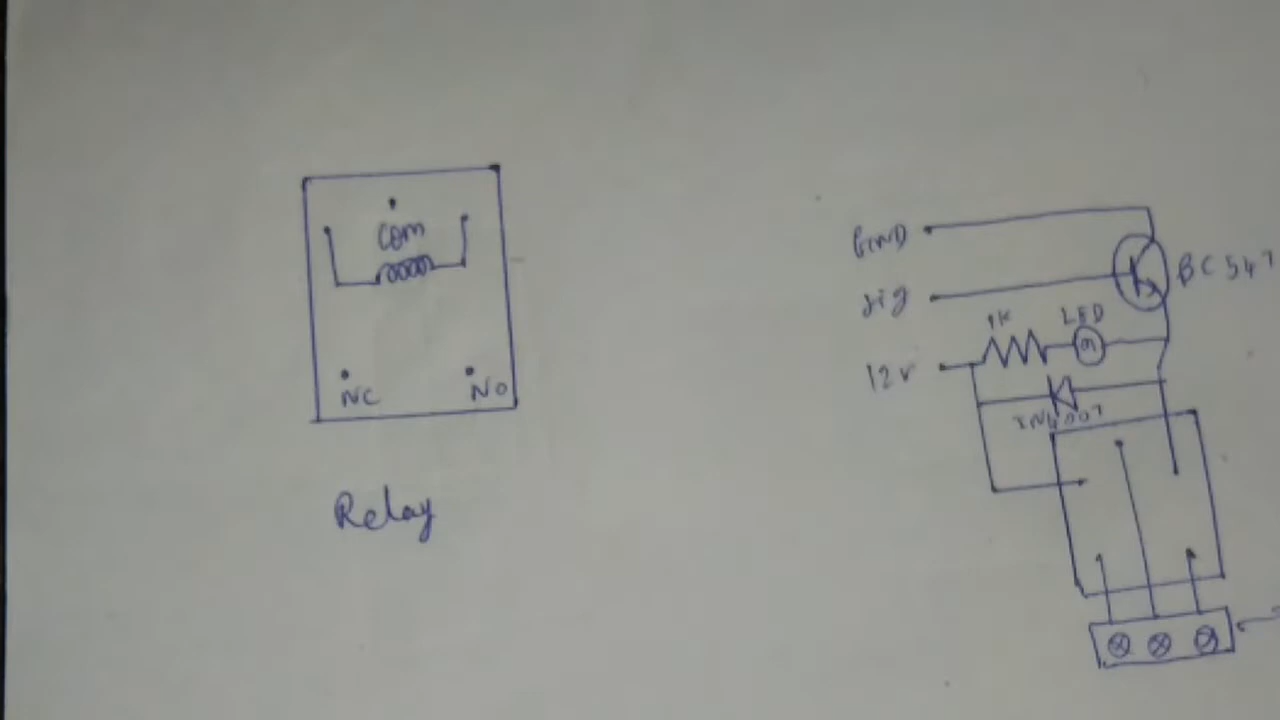 com
NC
NO
Relay
GND
sig
12v
1K
LED
BC547
IN4007